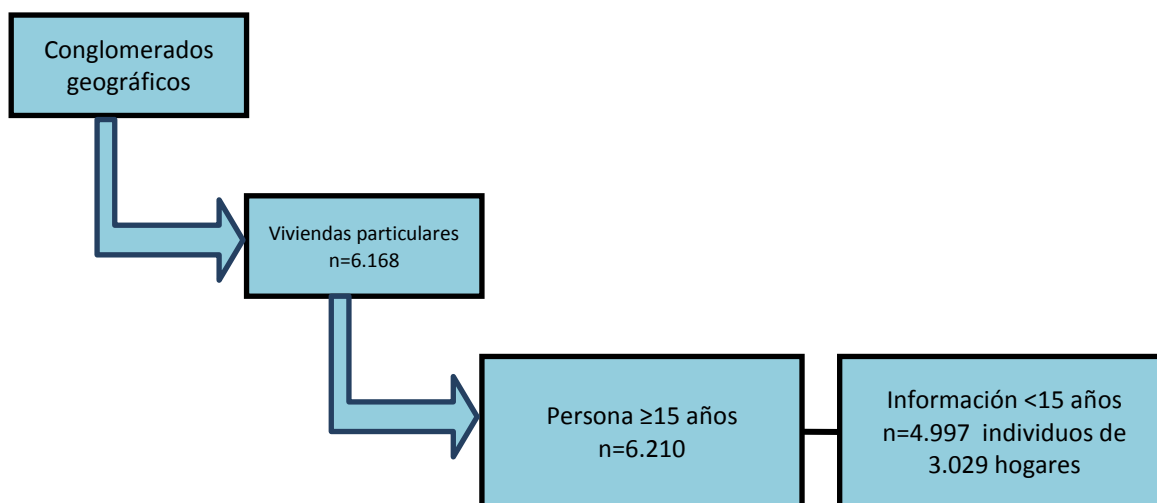 Conglomerados
geográficos
Viviendas particulares
n=6.168
Persona ≥15 años
n=6.210
Información <15 años
n=4.997 individuos de
3.029 hogares